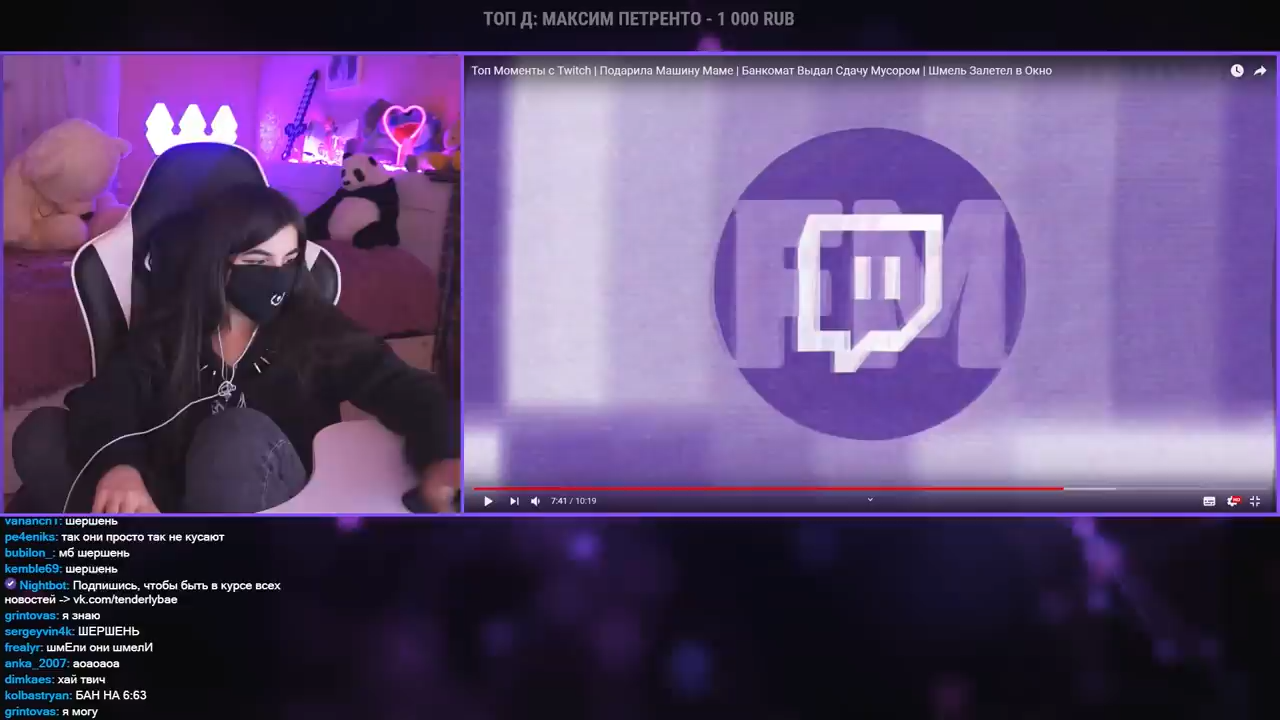 ТОП Д: МАКСИМ ПЕТРЕНТО - 1 000 RUB
Топ Моменты с Twitch | Подарила Машину Маме | Банкомат Выдал Сдачу Мусором | Шмель Залетел в Окно
FM
7:41 / 10:19
HD
шершень
pe4eniks: так они просто так не кусают
bubilon_: мб шершень
kemble69: шершень
Nightbot: Подпишись, чтобы быть в курсе всех
новостей -> vk.com/tenderlybae
grintovas: я знаю
sergeyvin4k: ШЕРШЕНЬ
frealyr: шмЕли они шмелИ
anka_2007: аоаоаоа
dimkaes: хай твич
kolbastryan: БАН НА 6:63
grintovas: я могу